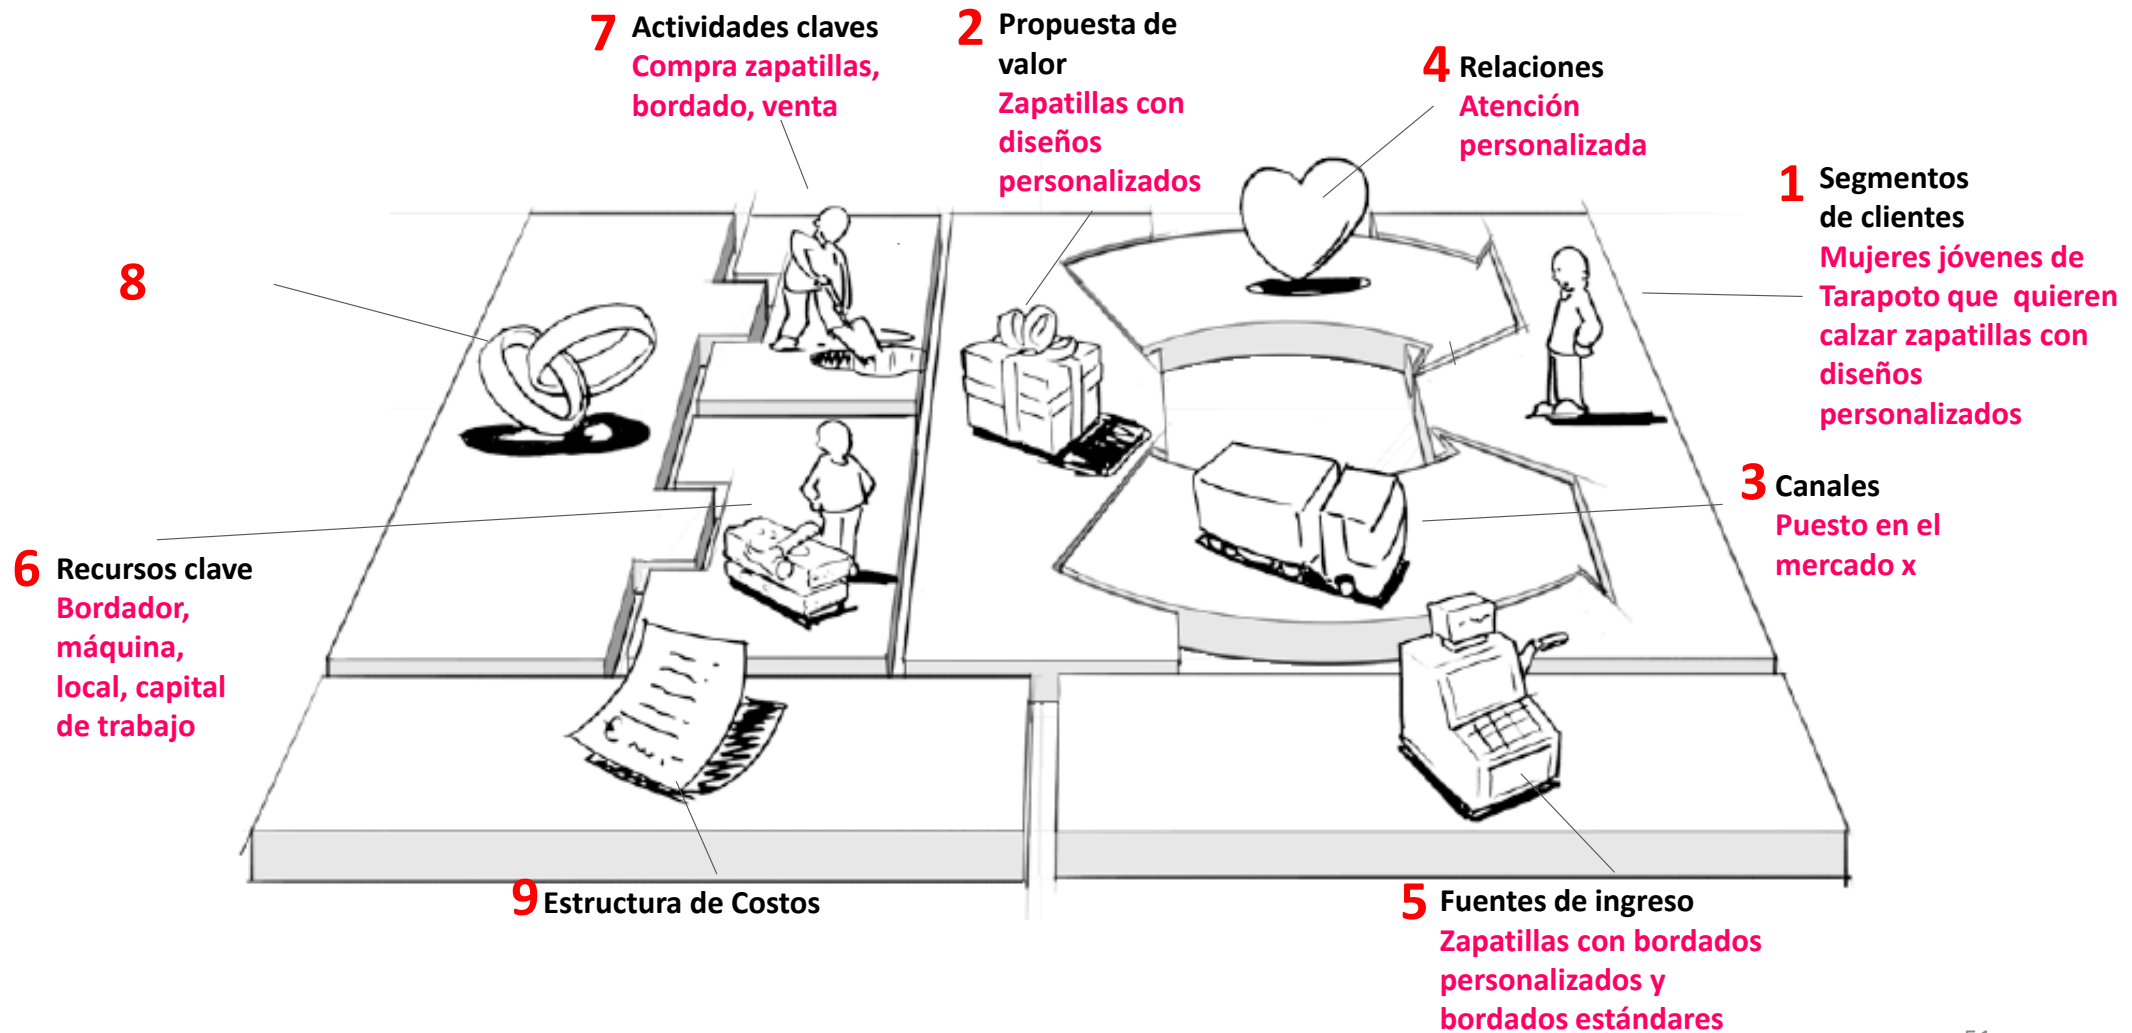 7 Actividades claves
Compra zapatillas,
bordado, venta
2 Propuesta de
valor
Zapatillas con
diseños
personalizados
4 Relaciones
Atención
personalizada
1 Segmentos
de clientes
Mujeres jóvenes de
Tarapoto que quieren
calzar zapatillas con
diseños
personalizados
8
3 Canales
Puesto en el
mercado x
6 Recursos clave
Bordador,
máquina,
local, capital
de trabajo
9 Estructura de Costos
5 Fuentes de ingreso
Zapatillas con bordados
personalizados y
bordados estándares